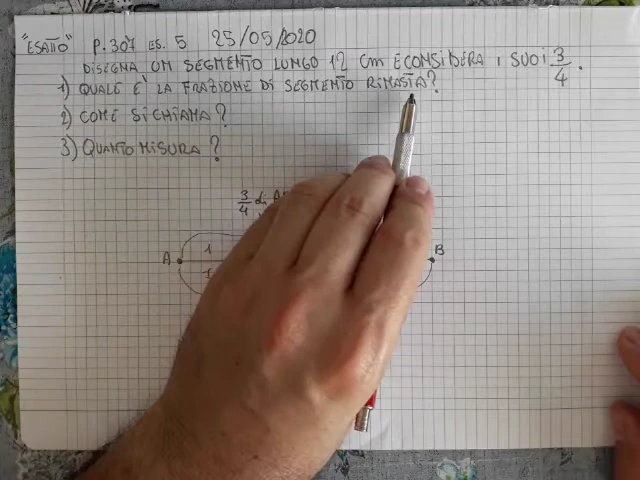 "ESATTO" P. 307 ES. 5 25/05/2020
DISEGNA UN SEGMENTO LUNGO 12 cm E CONSIDERA I SUOI 3/4.
1) QUALE E' LA FRAZIONE DI SEGMENTO RIMASTA?
2) COME SI CHIAMA?
3) QUANTO MISURA?
3/4 di
A 1 B